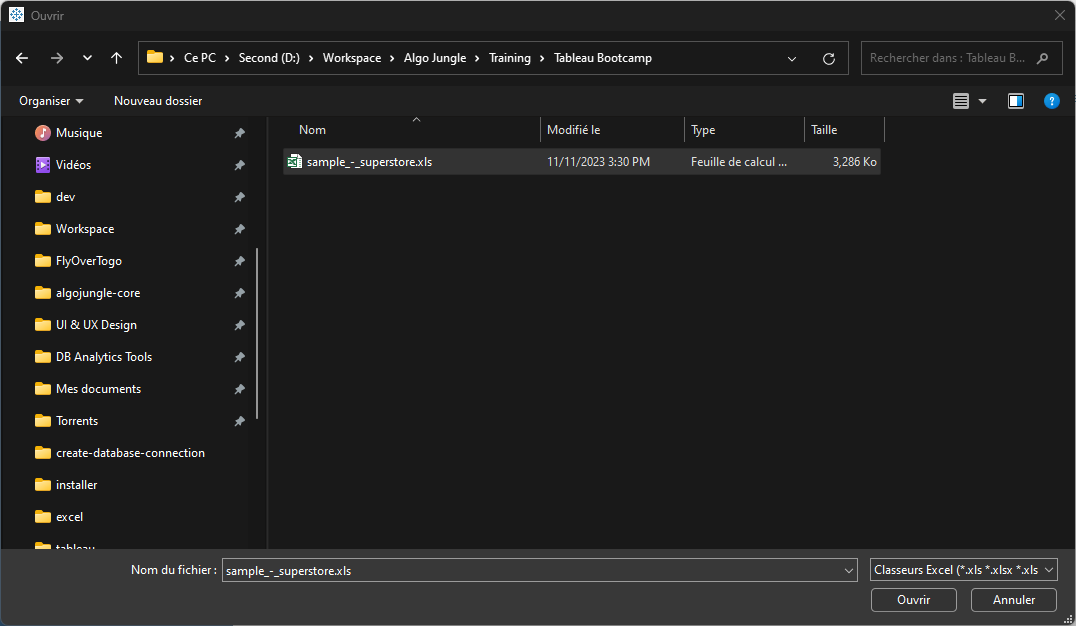 Ouvrir
Ce PC > Second (D:) > Workspace > Algo Jungle > Training > Tableau Bootcamp
Rechercher dans : Tableau B...
Organiser
Nouveau dossier
?
Nom Modifié le Type Taille
sample_-_superstore.xls 11/11/2023 3:30 PM Feuille de calcul ... 3,286 Ko
Musique
Vidéos
dev
Workspace
FlyOverTogo
algojungle-core
UI & UX Design
DB Analytics Tools
Mes documents
Torrents
create-database-connection
installer
excel
tableau
Nom du fichier : sample_-_superstore.xls
Classeurs Excel (*.xls *.xlsx *.xls
Ouvrir
Annuler